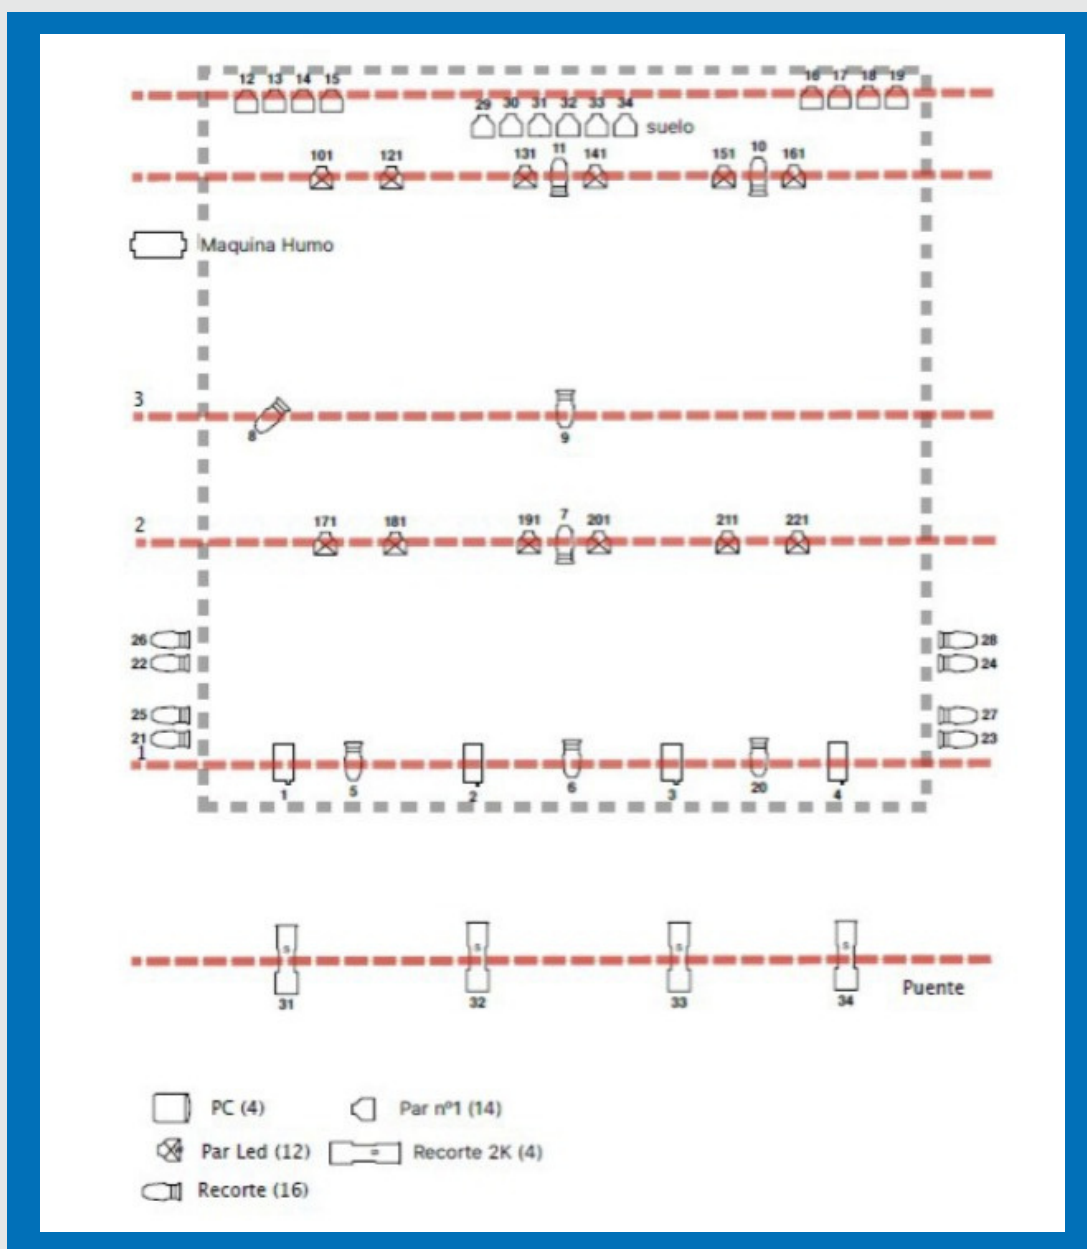 12 13 14 15 16 17 18 19
29 30 31 32 33 34 suelo
101 121 131 11 141 151 10 161
Maquina Humo
3
8 9
2 171 181 191 7 201 211 221
26 28
22 24
25 27
21 23
1
1 5 2 6 3 20 4
S S S S
31 32 33 34 Puente
PC (4) Par nº1 (14)
Par Led (12) Recorte 2K (4)
Recorte (16)